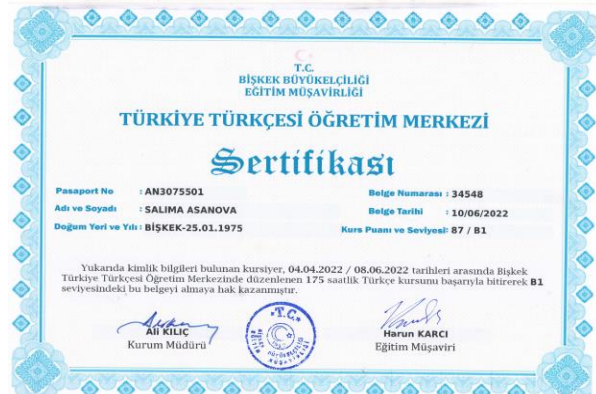 T.C.
BİŞKEK BÜYÜKELÇİLİĞİ
EĞİTİM MÜŞAVİRLİĞİ
TÜRKİYE TÜRKÇESİ ÖĞRETİM MERKEZİ
Sertifikası
Pasaport No : AN3075501
Belge Numarası : 34548
Adı ve Soyadı : SALIMA ASANOVA
Belge Tarihi : 10/06/2022
Doğum Yeri ve Yılı : BİŞKEK-25.01.1975
Kurs Puanı ve Seviyesi: 87 / B1
Yukarıda kimlik bilgileri bulunan kursiyer, 04.04.2022 / 08.06.2022 tarihleri arasında Bişkek
Türkiye Türkçesi Öğretim Merkezinde düzenlenen 175 saatlik Türkçe kursunu başarıyla bitirerek B1
seviyesindeki bu belgeyi almaya hak kazanmıştır.
Ali KILIÇ
Kurum Müdürü
T.C.
Harun KARCI
Eğitim Müşaviri